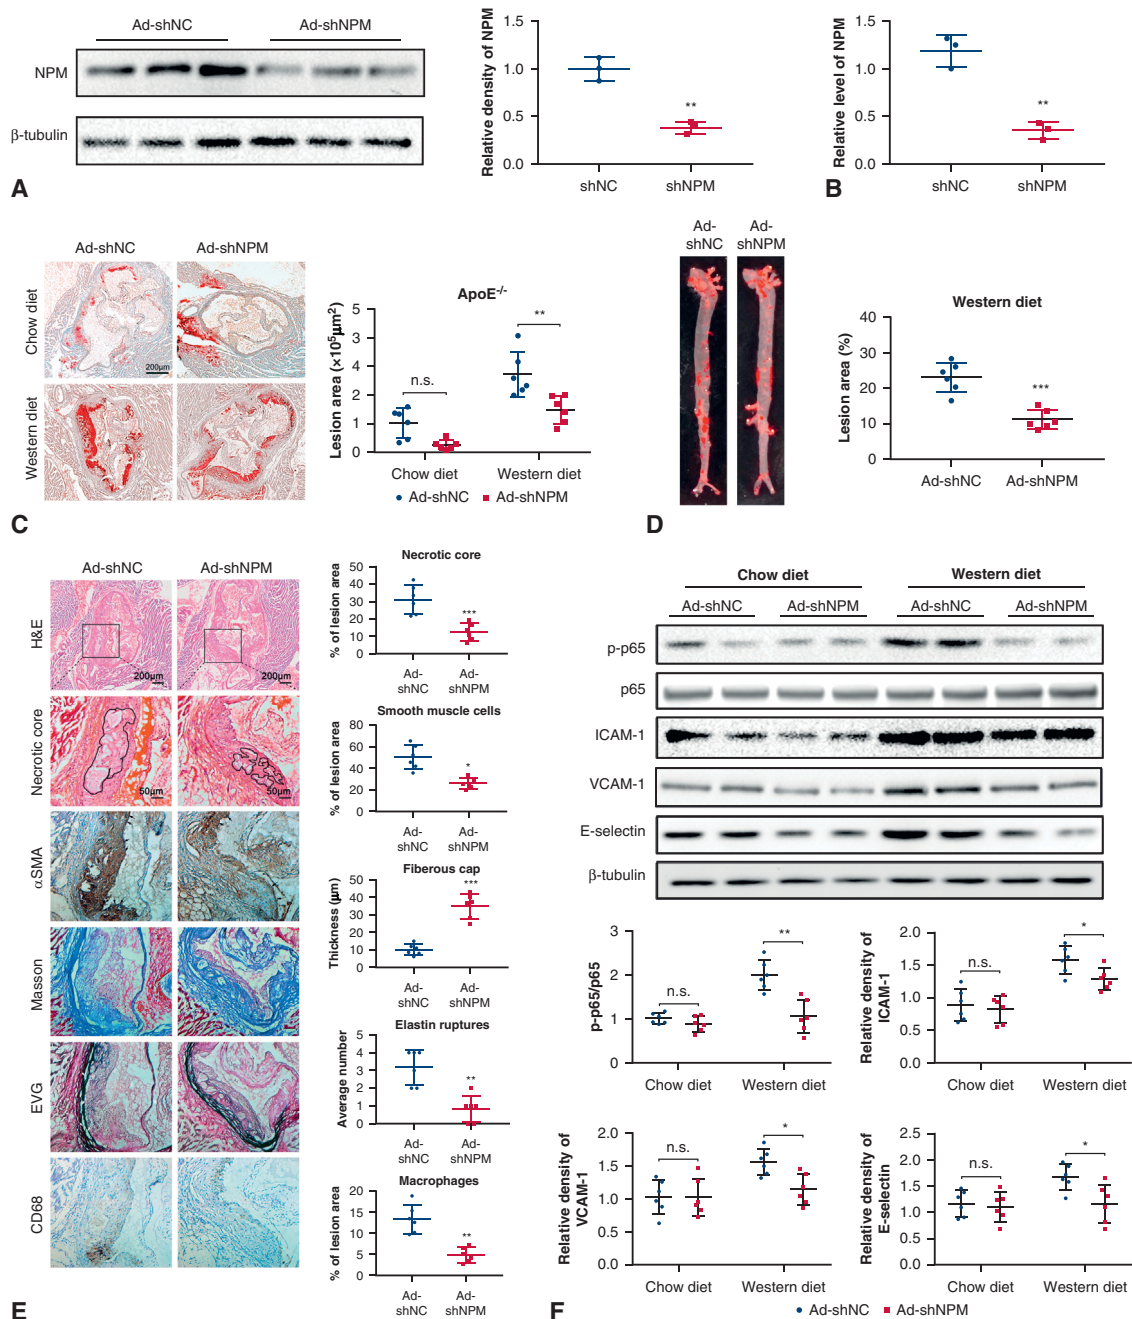 Ad-shNC Ad-shNPM
NPM
β-tubulin
Relative density of NPM
1.5
1.0
0.5
0.0
**
shNC shNPM
A
Relative level of NPM
1.5
1.0
0.5
0.0
**
shNC shNPM
B
Ad-shNC Ad-shNPM
Chow diet
Western diet
200µm
ApoE-/-
Lesion area (×10⁵µm²)
5
3
4
2
1
0
n.s.
**
Chow diet Western diet
Ad-shNC Ad-shNPM
C
Ad-
shNC
Ad-
shNPM
Western diet
Lesion area (%)
40
30
20
10
0
***
Ad-shNC Ad-shNPM
D
Ad-shNC Ad-shNPM
H&E
200µm 200µm
Necrotic core
50µm 50µm
αSMA
Masson
EVG
CD68
Necrotic core
% of lesion area
50
40
30
20
10
0
***
Ad-
shNC
Ad-
shNPM
Smooth muscle cells
% of lesion area
80
60
40
20
0
*
Ad-
shNC
Ad-
shNPM
Fiberous cap
Thickness (µm)
50
40
30
20
10
0
***
Ad-
shNC
Ad-
shNPM
Elastin ruptures
Average number
5
4
3
2
1
0
**
Ad-
shNC
Ad-
shNPM
Macrophages
% of lesion area
20
15
10
5
0
**
Ad-
shNC
Ad-
shNPM
E
Chow diet Western diet
Ad-shNC Ad-shNPM Ad-shNC Ad-shNPM
p-p65
p65
ICAM-1
VCAM-1
E-selectin
β-tubulin
p-p65/p65
3
2
1
0
n.s.
**
Chow diet Western diet
Relative density of
ICAM-1
2.0
1.5
1.0
0.5
0.0
n.s.
*
Chow diet Western diet
Relative density of
VCAM-1
2.0
1.5
1.0
0.5
0.0
n.s.
*
Chow diet Western diet
Relative density of
E-selectin
2.5
2.0
1.5
1.0
0.5
0.0
n.s.
*
Chow diet Western diet
Ad-shNC Ad-shNPM
F